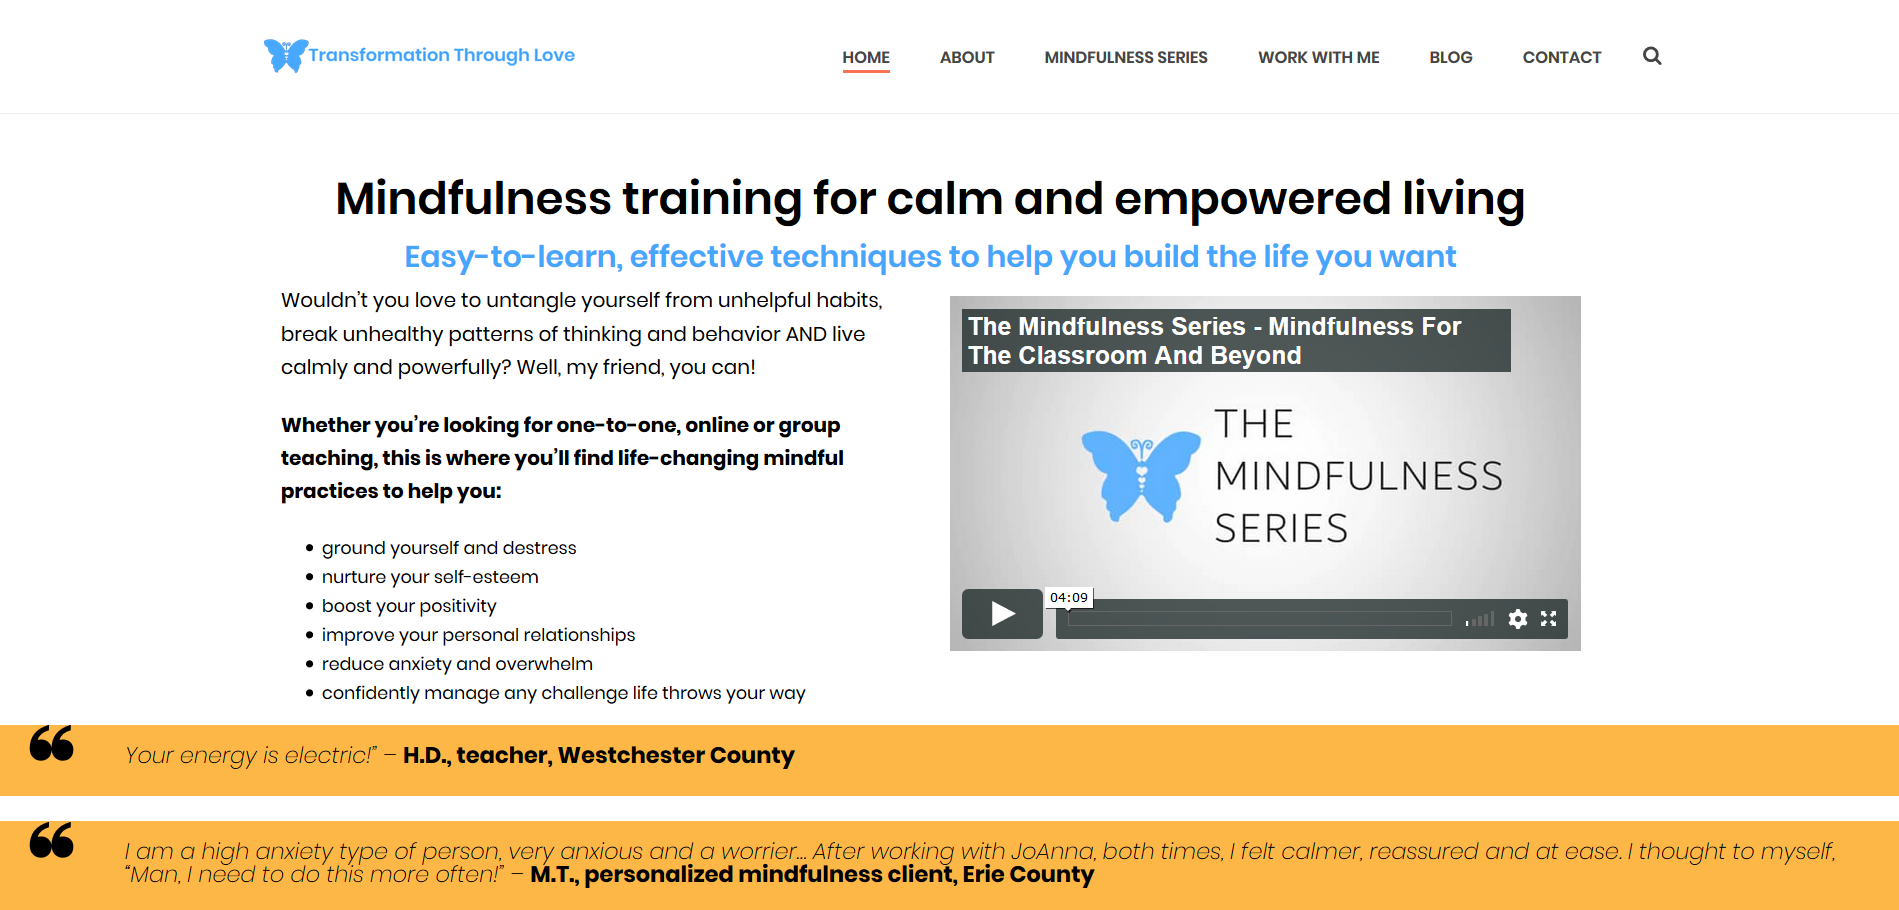 Transformation Through Love
HOME ABOUT MINDFULNESS SERIES WORK WITH ME BLOG CONTACT
Mindfulness training for calm and empowered living
Easy-to-learn, effective techniques to help you build the life you want
Wouldn’t you love to untangle yourself from unhelpful habits,
break unhealthy patterns of thinking and behavior AND live
calmly and powerfully? Well, my friend, you can!
Whether you’re looking for one-to-one, online or group
teaching, this is where you’ll find life-changing mindful
practices to help you:
• ground yourself and destress
• nurture your self-esteem
• boost your positivity
• improve your personal relationships
• reduce anxiety and overwhelm
• confidently manage any challenge life throws your way
The Mindfulness Series - Mindfulness For
The Classroom And Beyond
THE
MINDFULNESS
SERIES
04:09
“ Your energy is electric!” – H.D., teacher, Westchester County
“ I am a high anxiety type of person, very anxious and a worrier… After working with JoAnna, both times, I felt calmer, reassured and at ease. I thought to myself,
“Man, I need to do this more often!” – M.T., personalized mindfulness client, Erie County